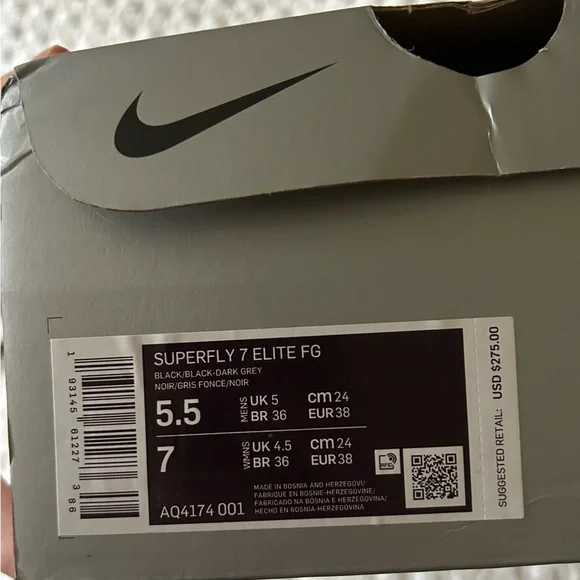 SUPERFLY 7 ELITE FG
BLACK/BLACK-DARK GREY
NOIR/GRIS FONCE/NOIR
5.5 MENS UK 5 CM 24
BR 36 EUR 38
7 WMNS UK 4.5 CM 24
BR 36 EUR 38
RFID
AQ4174 001
MADE IN BOSNIA AND HERZEGOVI/
FABRIQUE EN BOSNIE-HERZEGOVINE/
FABRICADO NA BOSNIA E HERZEGOVINA/
HECHO EN BOSNIA-HERZEGOVINA
1 93145 61227 3 86
SUGGESTED RETAIL: USD $275.00